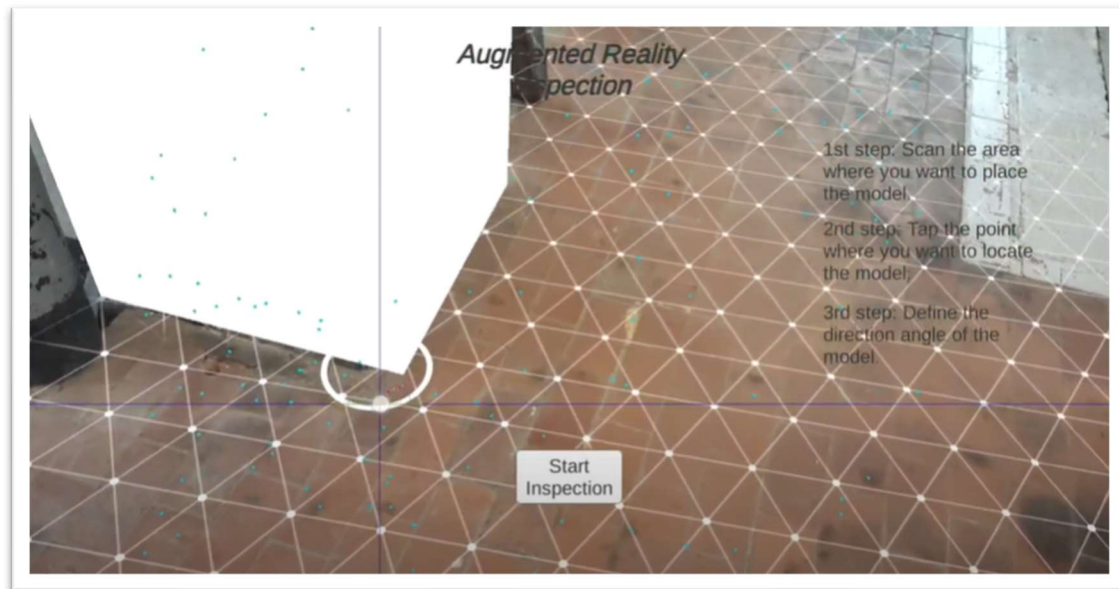 Augmented Reality
Inspection
1st step: Scan the area
where you want to place
the model.
2nd step: Tap the point
where you want to locate
the model.
3rd step: Define the
direction angle of the
model.
Start
Inspection